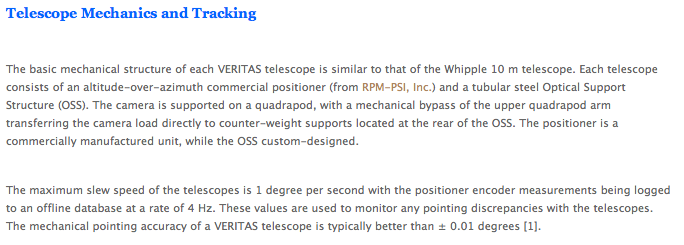 Telescope Mechanics and Tracking
The basic mechanical structure of each VERITAS telescope is similar to that of the Whipple 10 m telescope. Each telescope
consists of an altitude-over-azimuth commercial positioner (from RPM-PSI, Inc.) and a tubular steel Optical Support
Structure (OSS). The camera is supported on a quadrapod, with a mechanical bypass of the upper quadrapod arm
transferring the camera load directly to counter-weight supports located at the rear of the OSS. The positioner is a
commercially manufactured unit, while the OSS custom-designed.
The maximum slew speed of the telescopes is 1 degree per second with the positioner encoder measurements being logged
to an offline database at a rate of 4 Hz. These values are used to monitor any pointing discrepancies with the telescopes.
The mechanical pointing accuracy of a VERITAS telescope is typically better than ± 0.01 degrees [1].